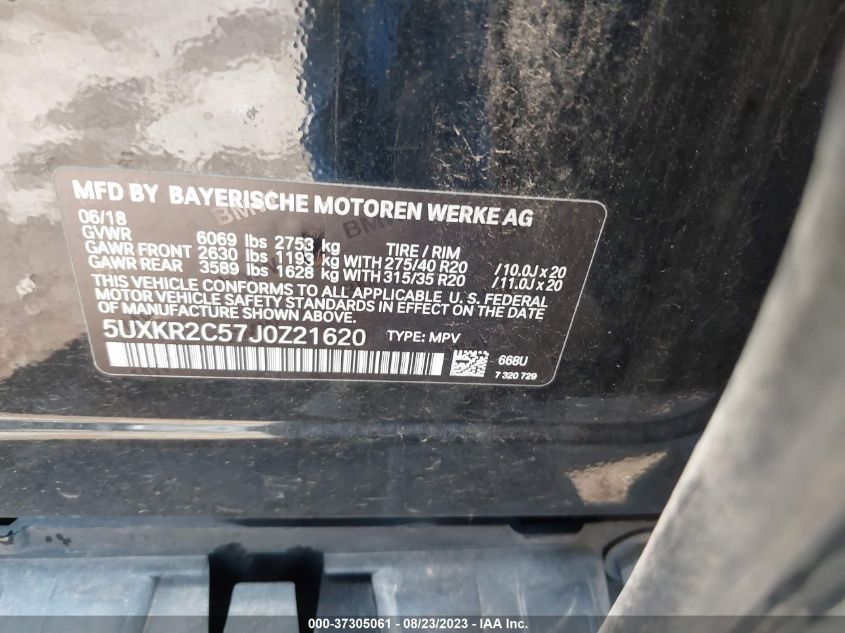 MFD BY BAYERISCHE MOTOREN WERKE AG
06/18
GVWR 6069 lbs 2753 kg TIRE / RIM
GAWR FRONT 2630 lbs 1193 kg WITH 275/40 R20 /10.0J x 20
GAWR REAR 3589 lbs 1628 kg WITH 315/35 R20 /11.0J x 20
THIS VEHICLE CONFORMS TO ALL APPLICABLE U. S. FEDERAL
MOTOR VEHICLE SAFETY STANDARDS IN EFFECT ON THE DATE
OF MANUFACTURE SHOWN ABOVE.
5UXKR2C57J0Z21620 TYPE: MPV
668U
7 320 729
000-37305061 - 08/23/2023 - IAA Inc.